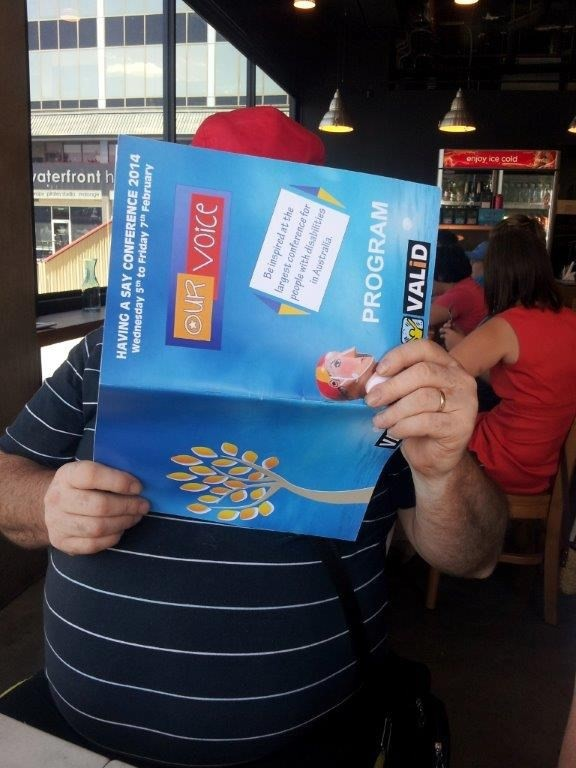 HAVING A SAY CONFERENCE 2014
Wednesday 5th to Friday 7th February
OUR VOICE
Be inspired at the
largest conference for
people with disabilities
in Australia.
PROGRAM
VALiD
enjoy ice cold
waterfront h